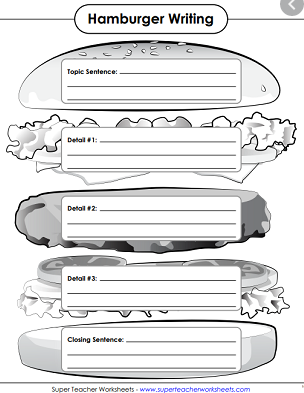 Hamburger Writing
Topic Sentence:
Detail #1:
Detail #2:
Detail #3:
Closing Sentence:
Super Teacher Worksheets - www.superteacherworksheets.com